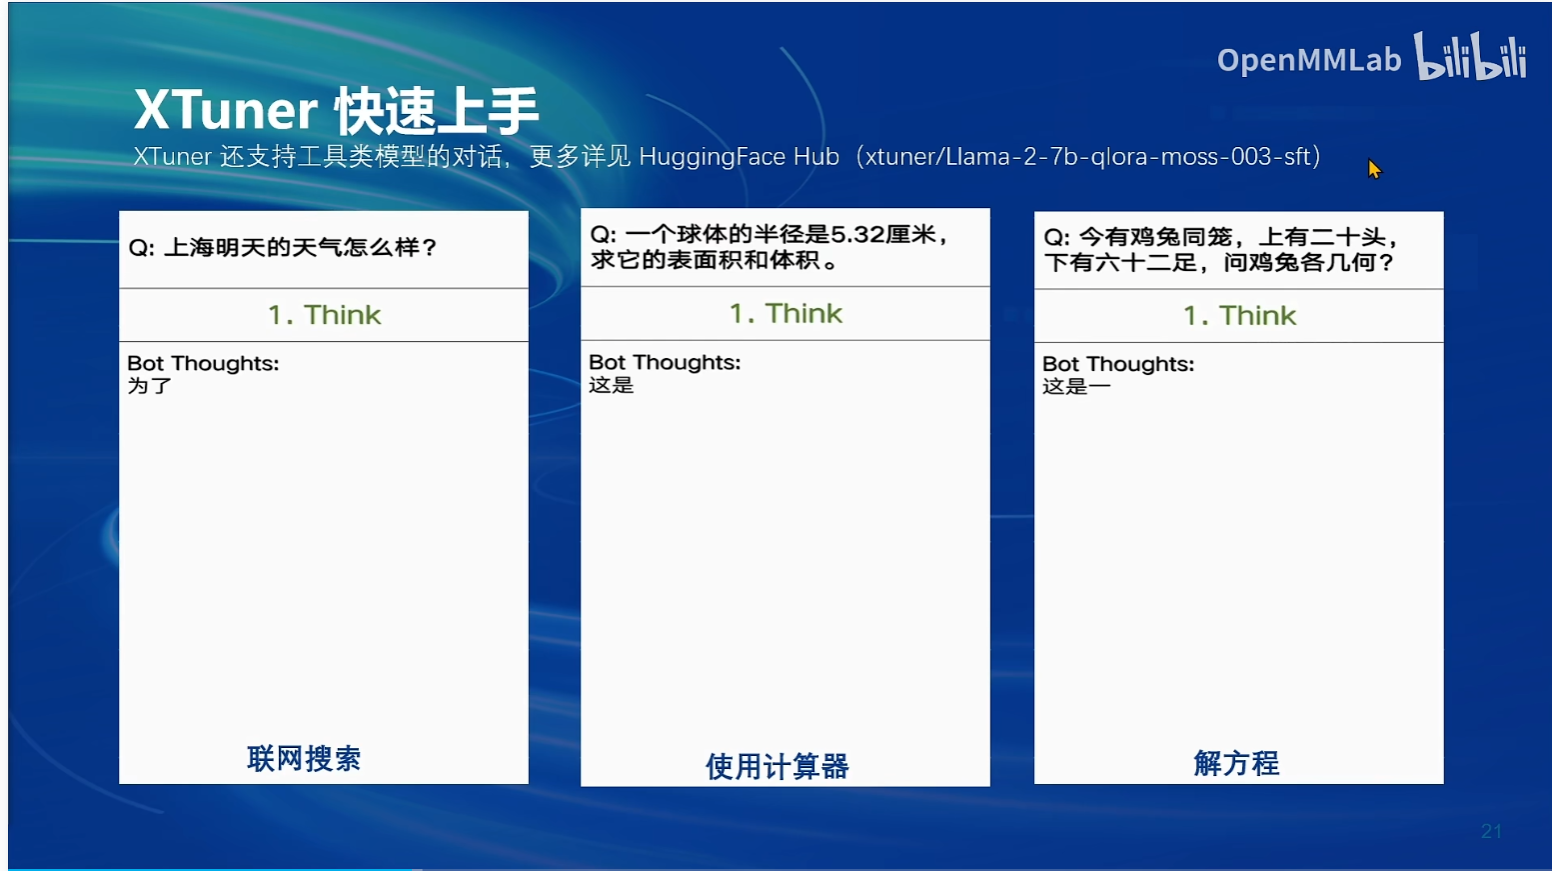 OpenMMLab bilibili
XTuner 快速上手
XTuner 还支持工具类模型的对话，更多详见 HuggingFace Hub（xtuner/Llama-2-7b-qlora-moss-003-sft）
Q: 上海明天的天气怎么样？
1. Think
Bot Thoughts:
为了
联网搜索
Q: 一个球体的半径是5.32厘米，
求它的表面积和体积。
1. Think
Bot Thoughts:
这是
使用计算器
Q: 今有鸡兔同笼，上有二十头，
下有六十二足，问鸡兔各几何？
1. Think
Bot Thoughts:
这是一
解方程
21